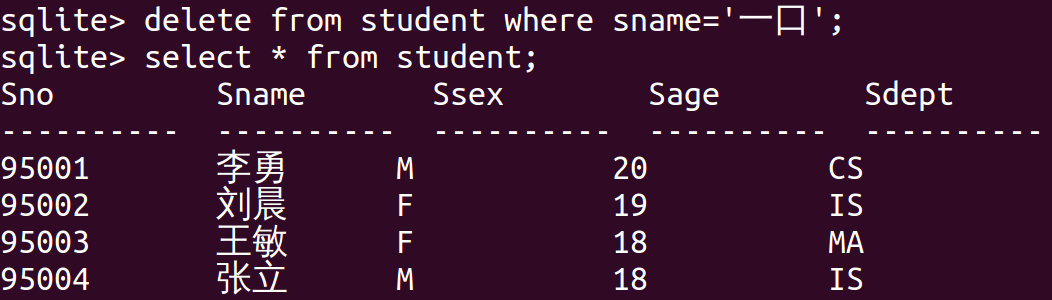 sqlite> delete from student where sname='一口';
sqlite> select * from student;
Sno         Sname       Ssex        Sage        Sdept
----------  ----------  ----------  ----------  ----------
95001       李勇      M           20          CS
95002       刘晨      F           19          IS
95003       王敏      F           18          MA
95004       张立      M           18          IS